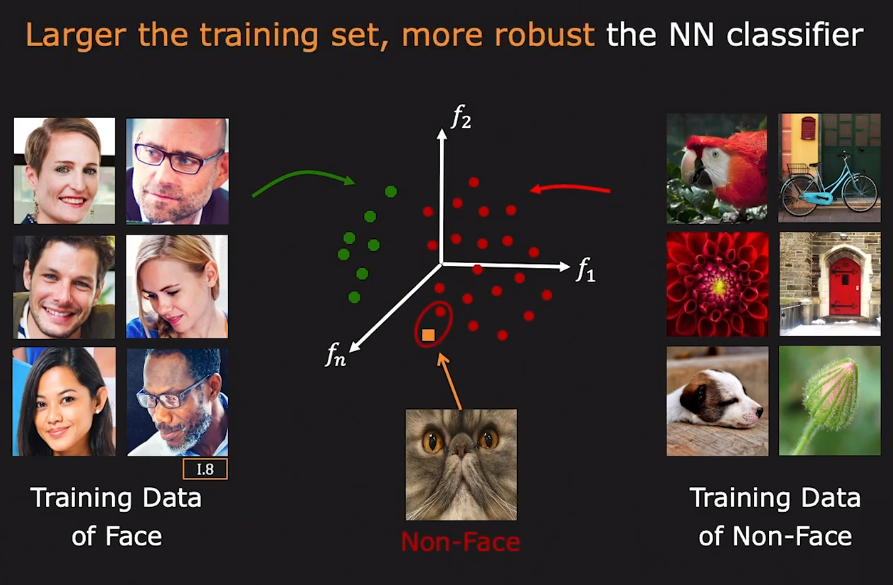 Larger the training set, more robust the NN classifier
f₂
f₁
fₙ
I.8
Training Data
of Face
Non-Face
Training Data
of Non-Face